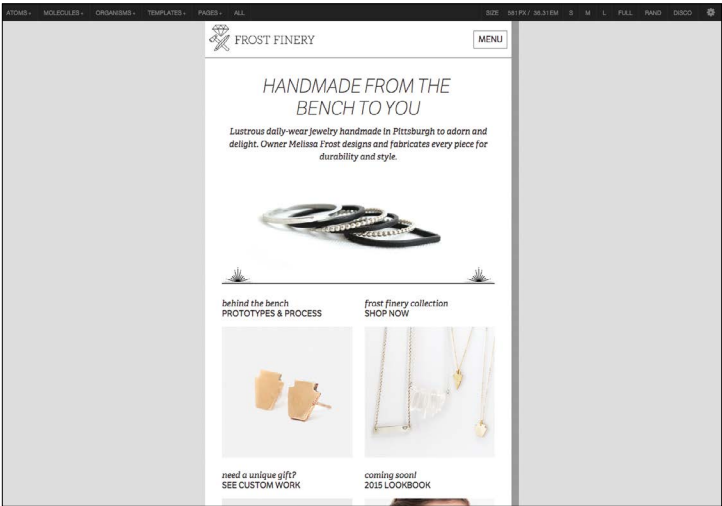 ATOMS MOLECULES ORGANISMS TEMPLATES PAGES ALL SIZE 561PX / 35.31EM S M L FULL RAND DISCO
FROST FINERY MENU
HANDMADE FROM THE
BENCH TO YOU
Lustrous daily-wear jewelry handmade in Pittsburgh to adorn and
delight. Owner Melissa Frost designs and fabricates every piece for
durability and style.
behind the bench
PROTOTYPES & PROCESS
frost finery collection
SHOP NOW
need a unique gift?
SEE CUSTOM WORK
coming soon!
2015 LOOKBOOK